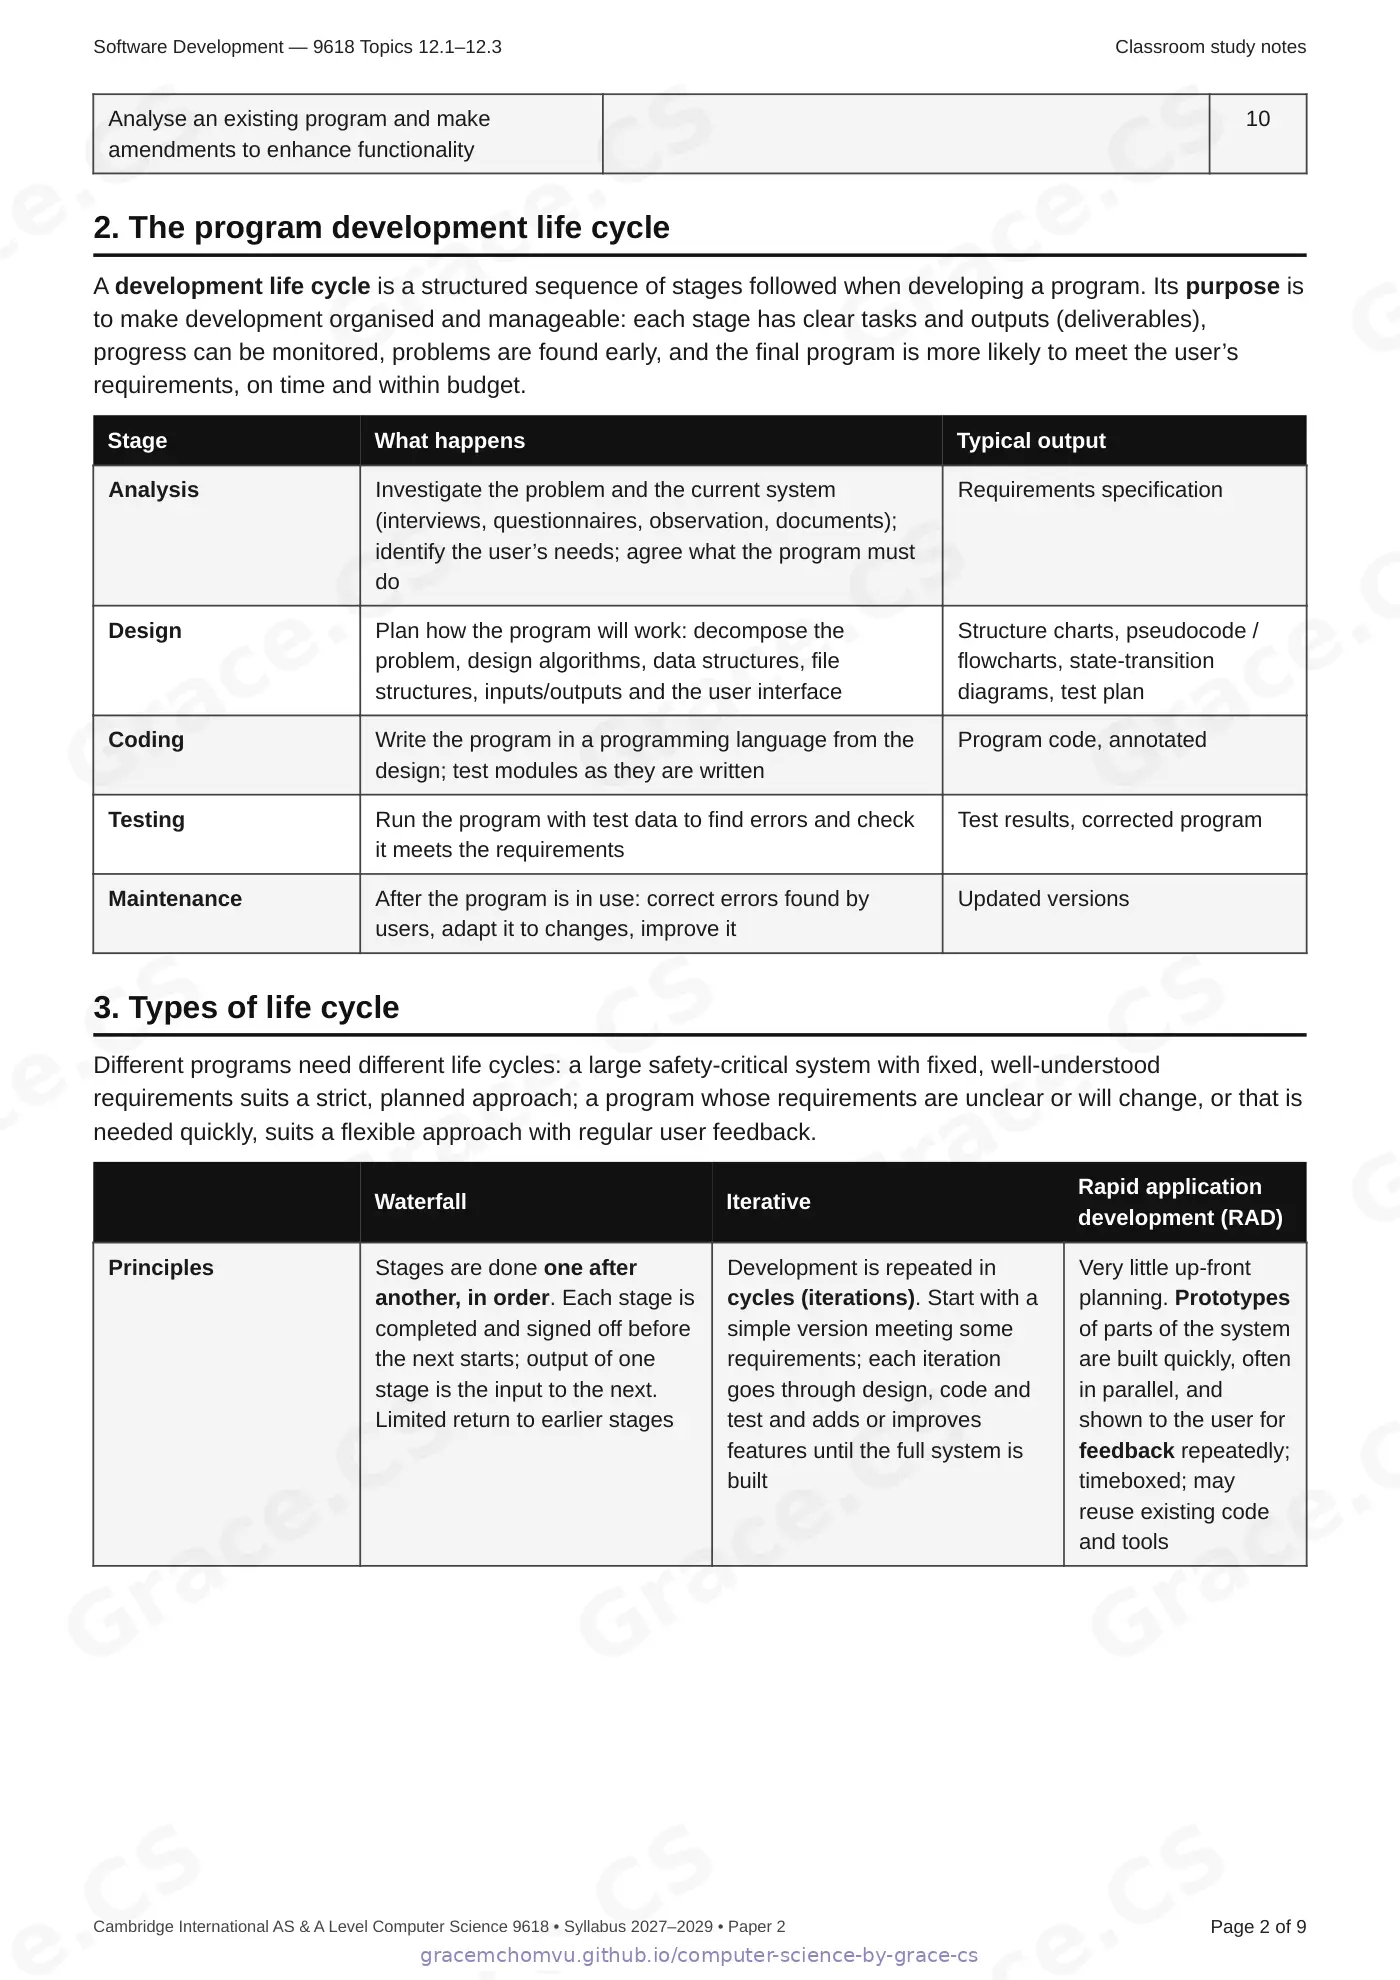 Software Development — 9618 Topics 12.1–12.3
Classroom study notes
Analyse an existing program and make
amendments to enhance functionality
10
2. The program development life cycle
A development life cycle is a structured sequence of stages followed when developing a program. Its purpose is
to make development organised and manageable: each stage has clear tasks and outputs (deliverables),
progress can be monitored, problems are found early, and the final program is more likely to meet the user’s
requirements, on time and within budget.
Stage
What happens
Typical output
Analysis
Investigate the problem and the current system
(interviews, questionnaires, observation, documents);
identify the user’s needs; agree what the program must
do
Requirements specification
Design
Plan how the program will work: decompose the
problem, design algorithms, data structures, file
structures, inputs/outputs and the user interface
Structure charts, pseudocode /
flowcharts, state-transition
diagrams, test plan
Coding
Write the program in a programming language from the
design; test modules as they are written
Program code, annotated
Testing
Run the program with test data to find errors and check
it meets the requirements
Test results, corrected program
Maintenance
After the program is in use: correct errors found by
users, adapt it to changes, improve it
Updated versions
3. Types of life cycle
Different programs need different life cycles: a large safety-critical system with fixed, well-understood
requirements suits a strict, planned approach; a program whose requirements are unclear or will change, or that is
needed quickly, suits a flexible approach with regular user feedback.
Waterfall
Iterative
Rapid application
development (RAD)
Principles
Stages are done one after
another, in order. Each stage is
completed and signed off before
the next starts; output of one
stage is the input to the next.
Limited return to earlier stages
Development is repeated in
cycles (iterations). Start with a
simple version meeting some
requirements; each iteration
goes through design, code and
test and adds or improves
features until the full system is
built
Very little up-front
planning. Prototypes
of parts of the system
are built quickly, often
in parallel, and
shown to the user for
feedback repeatedly;
timeboxed; may
reuse existing code
and tools
Grace.CS
Cambridge International AS & A Level Computer Science 9618 • Syllabus 2027–2029 • Paper 2
Page 2 of 9
gracemchomvu.github.io/computer-science-by-grace-cs